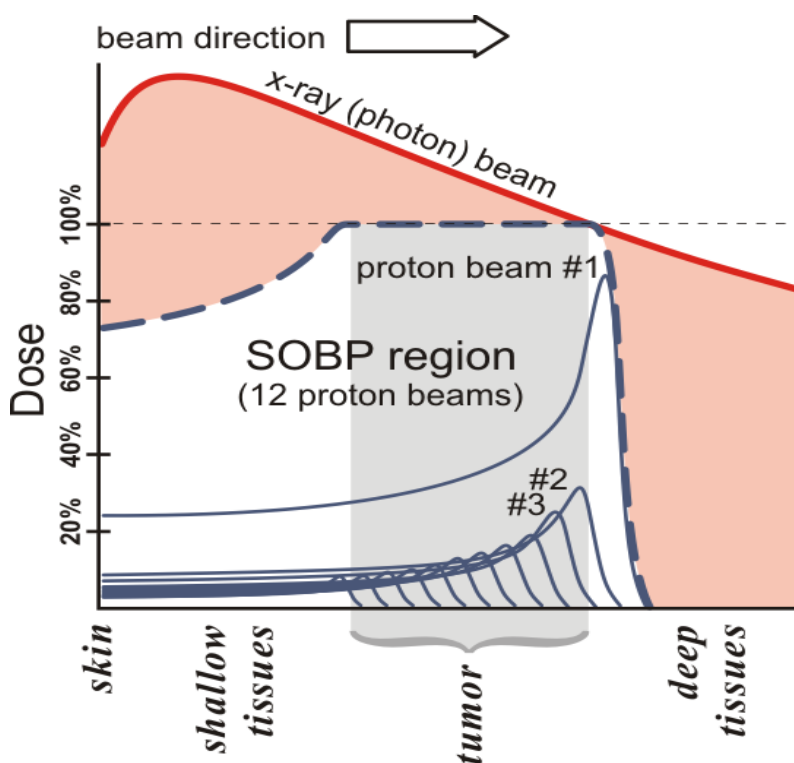 beam direction
x-ray (photon) beam
100%
80%
60%
40%
20%
Dose
proton beam #1
SOBP region
(12 proton beams)
#2
#3
skin
shallow
tissues
tumor
deep
tissues